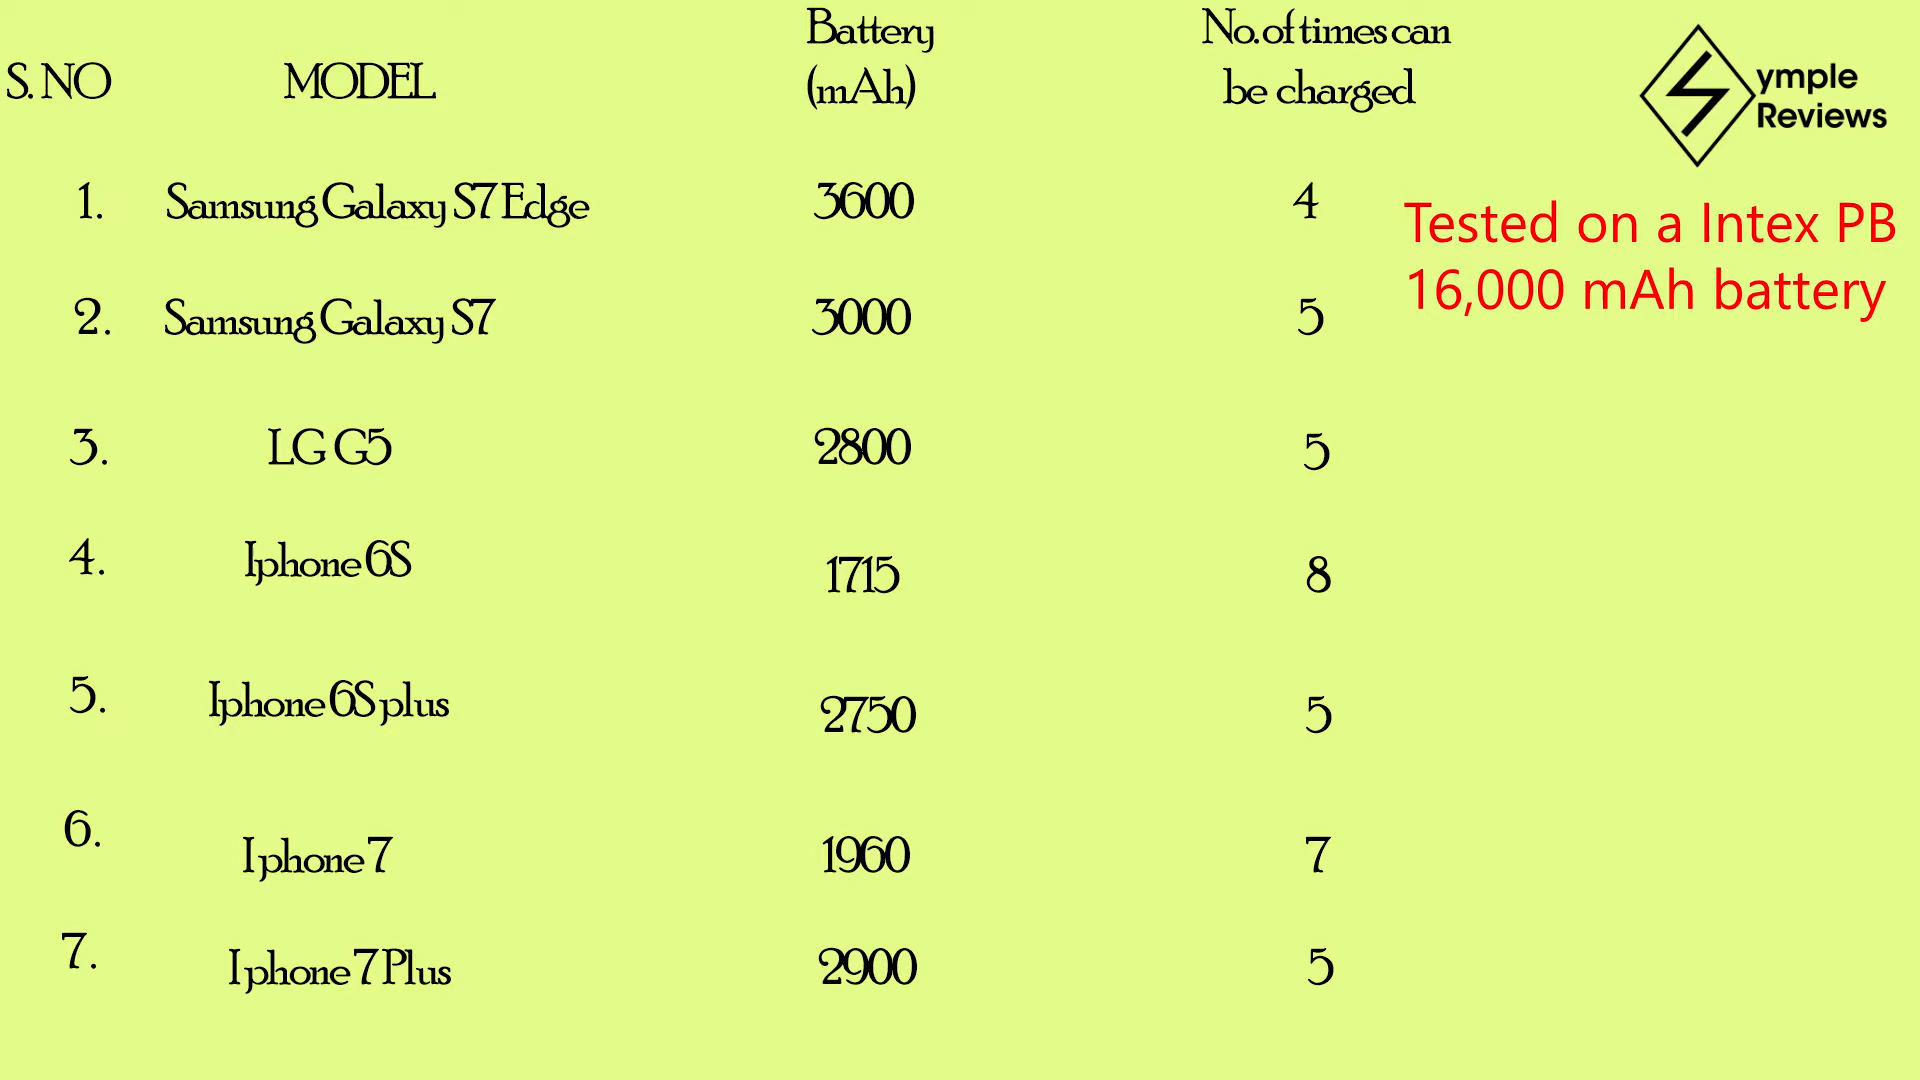 S. NO MODEL Battery (mAh) No. of times can be charged
ymple
Reviews
1. Samsung Galaxy S7 Edge 3600 4
Tested on a Intex PB
16,000 mAh battery
2. Samsung Galaxy S7 3000 5
3. LG G5 2800 5
4. Iphone 6S 1715 8
5. Iphone 6S plus 2750 5
6. I phone 7 1960 7
7. I phone 7 Plus 2900 5